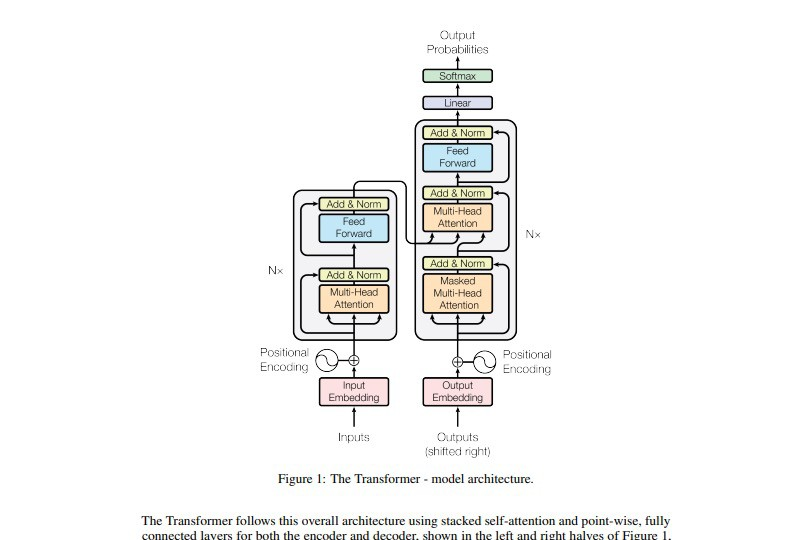 Output
Probabilities
Softmax
Linear
Add & Norm
Feed
Forward
Add & Norm
Multi-Head
Attention
Add & Norm
Masked
Multi-Head
Attention
Nx
Add & Norm
Feed
Forward
Add & Norm
Multi-Head
Attention
Nx
Positional
Encoding
Positional
Encoding
Input
Embedding
Output
Embedding
Inputs
Outputs
(shifted right)
Figure 1: The Transformer - model architecture.
The Transformer follows this overall architecture using stacked self-attention and point-wise, fully
connected layers for both the encoder and decoder, shown in the left and right halves of Figure 1,